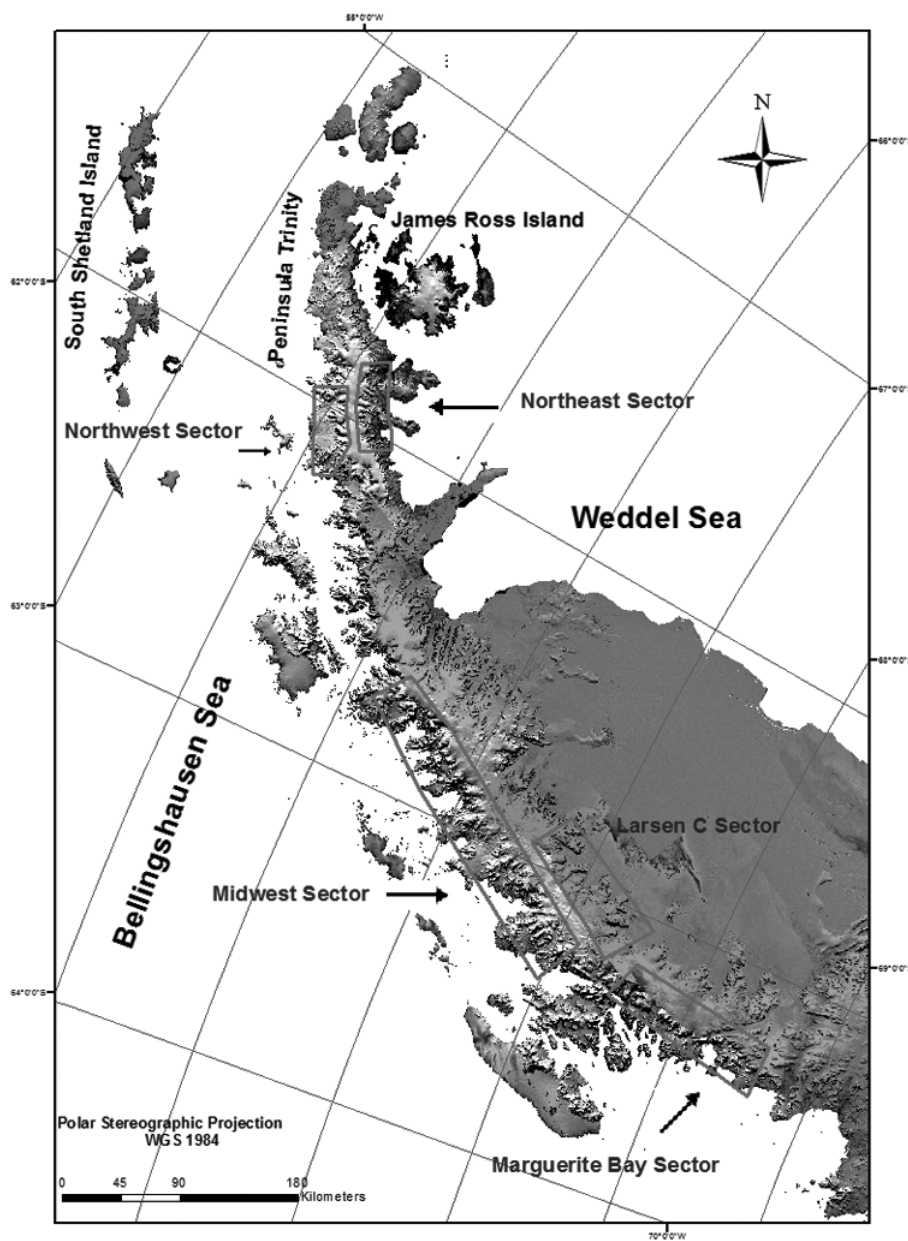 55°0'0"W
N
66°0'0"S
South Shetland Island
Peninsula Trinity
James Ross Island
62°0'0"S
67°0'0"S
Northeast Sector
Northwest Sector
Weddel Sea
63°0'0"S
68°0'0"S
Bellingshausen Sea
Larsen C Sector
Midwest Sector
69°0'0"S
64°0'0"S
Polar Stereographic Projection
WGS 1984
Marguerite Bay Sector
0 45 90 180
Kilometers
70°0'0"W